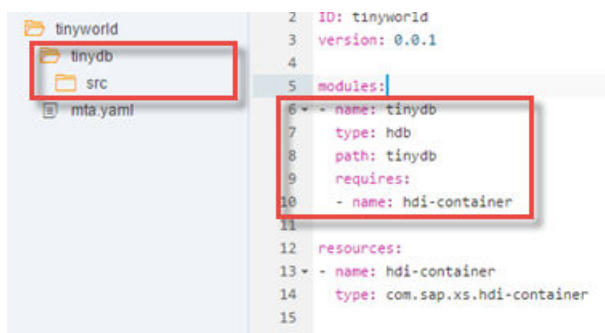 tinyworld
tinydb
src
mta.yaml
2 ID: tinyworld
3 version: 0.0.1
4
5 modules:
6 - name: tinydb
7 type: hdb
8 path: tinydb
9 requires:
10 - name: hdi-container
11
12 resources:
13 - name: hdi-container
14 type: com.sap.xs.hdi-container
15